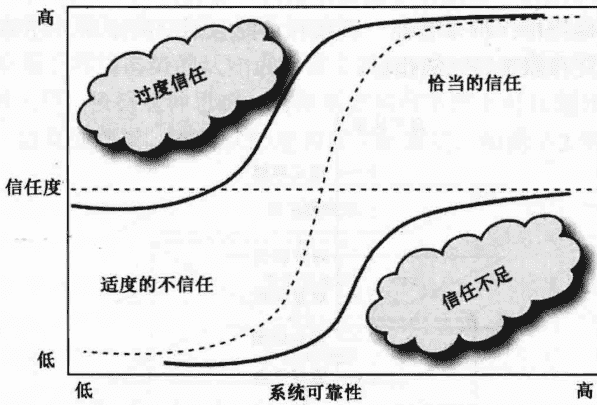 高
过度信任
恰当的信任
信任度
适度的不信任
信任不足
低
低
系统可靠性
高